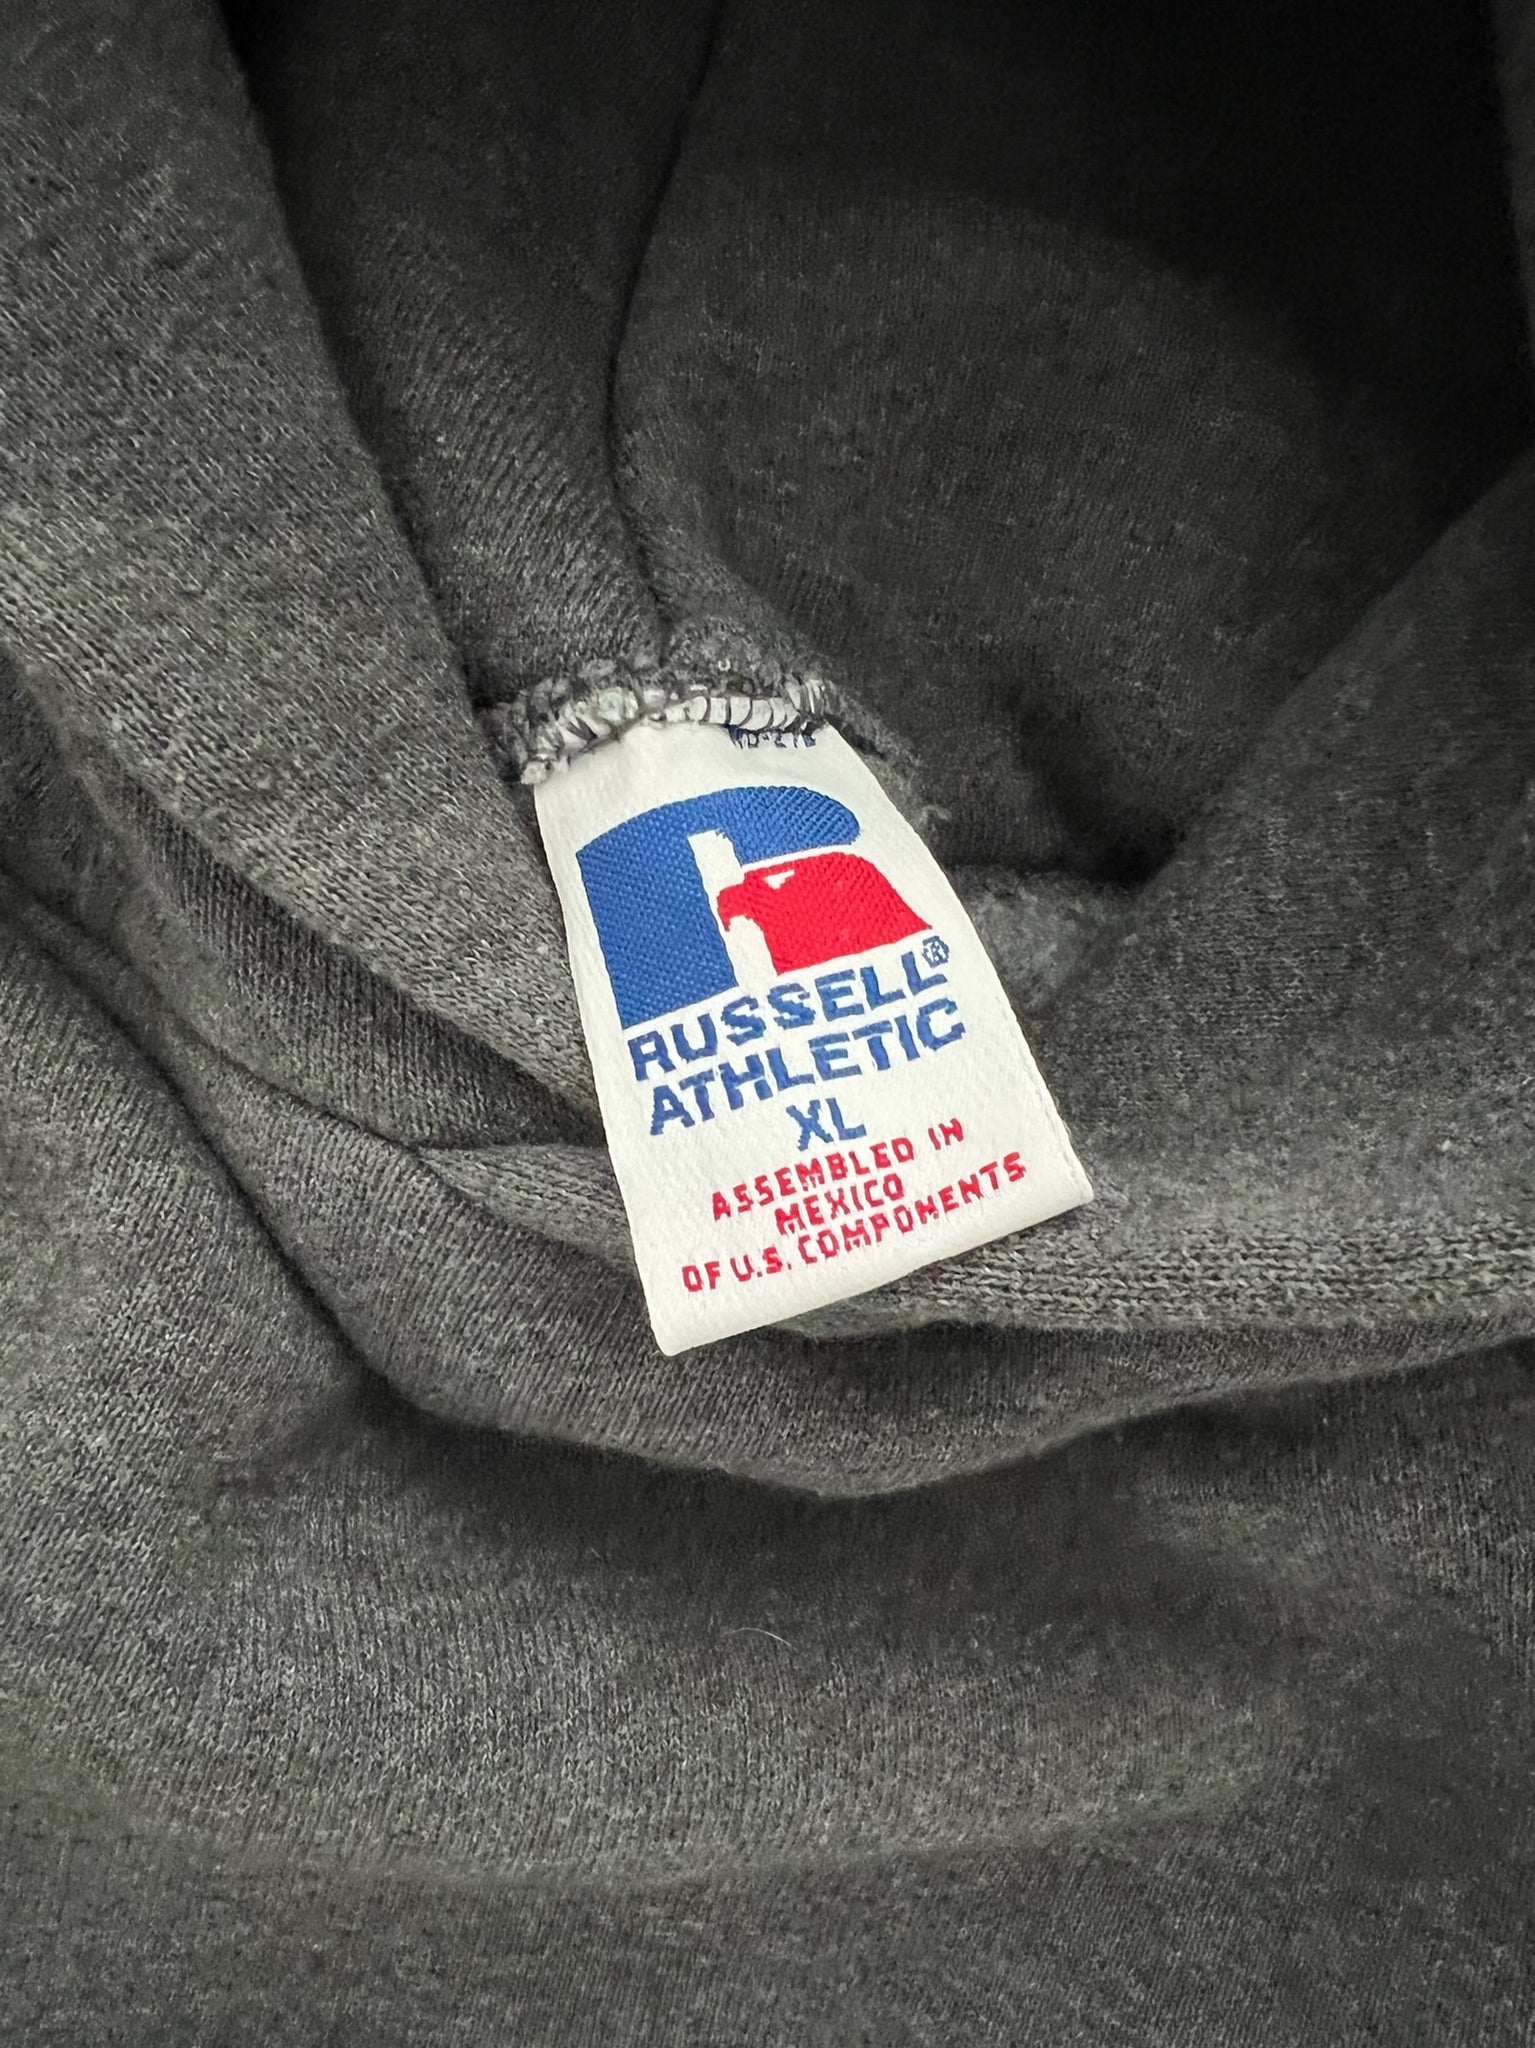 RUSSELL®
ATHLETIC
XL
ASSEMBLED IN
MEXICO
OF U.S. COMPONENTS